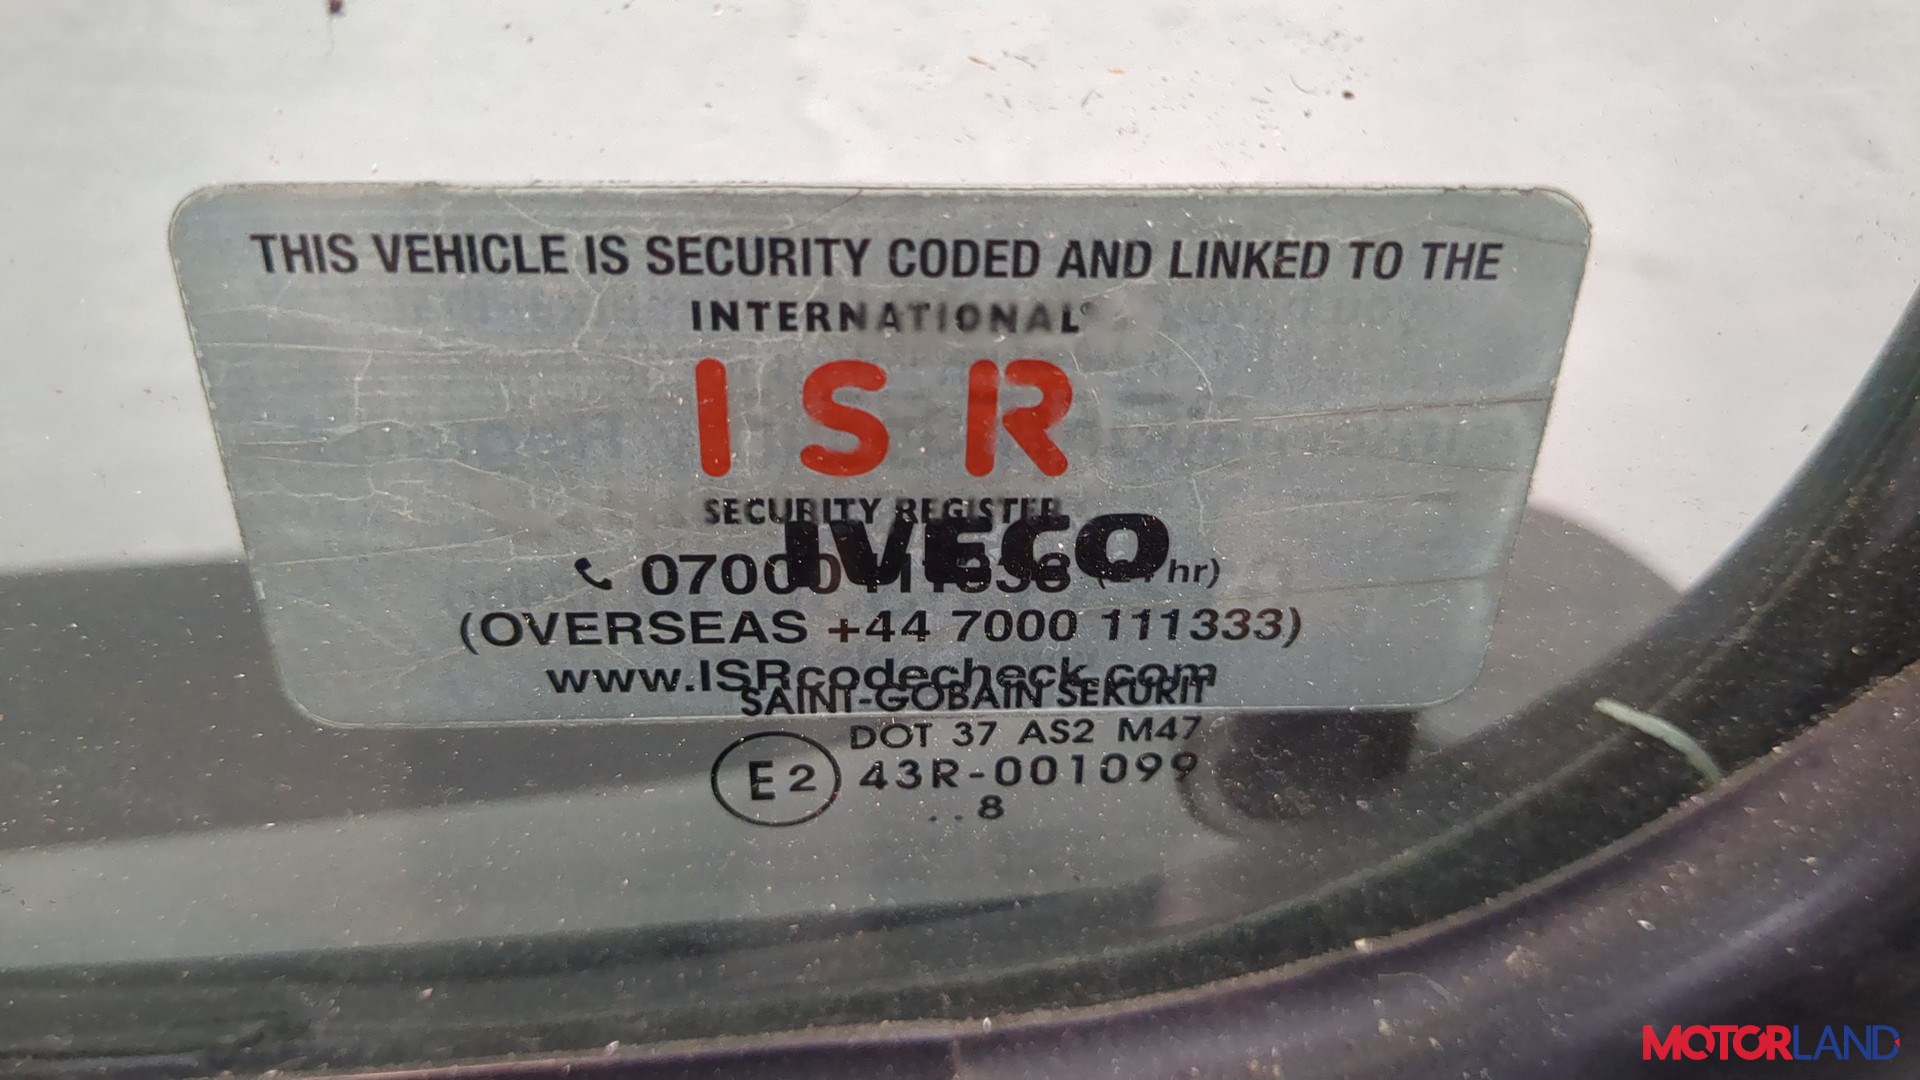 THIS VEHICLE IS SECURITY CODED AND LINKED TO THE
INTERNATIONAL
ISR
SECURITY REGISTER
IVECO
(OVERSEAS +44 7000 111333)
www.ISRcodecheck.com
SAINT-GOBAIN SEKURIT
DOT 37 AS2 M47
E2 43R-001099
..8
MOTORLAND